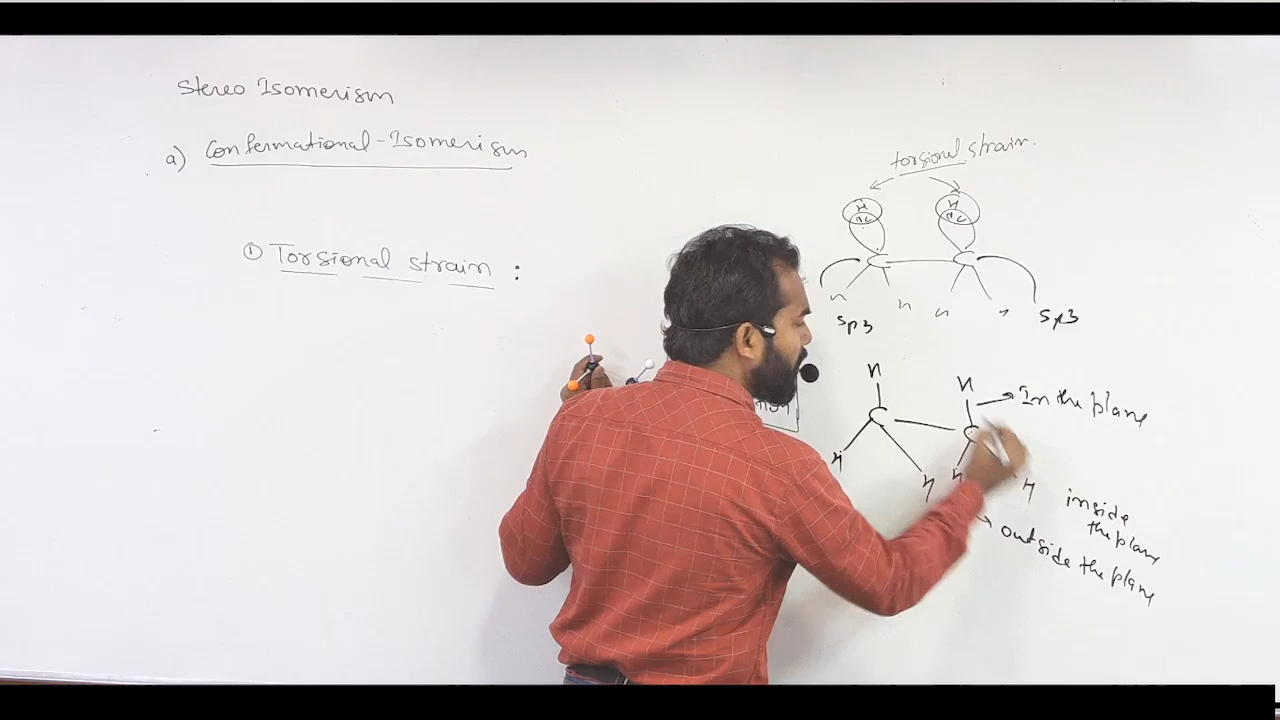 Stereo Isomerism
a) Confermational-Isomerism
① Torsional strain :
torsional strain.
H H
C C
n n n n
sp3 sp3
H H
In the plane
C C
H H H H
inside
the plane
outside the plane